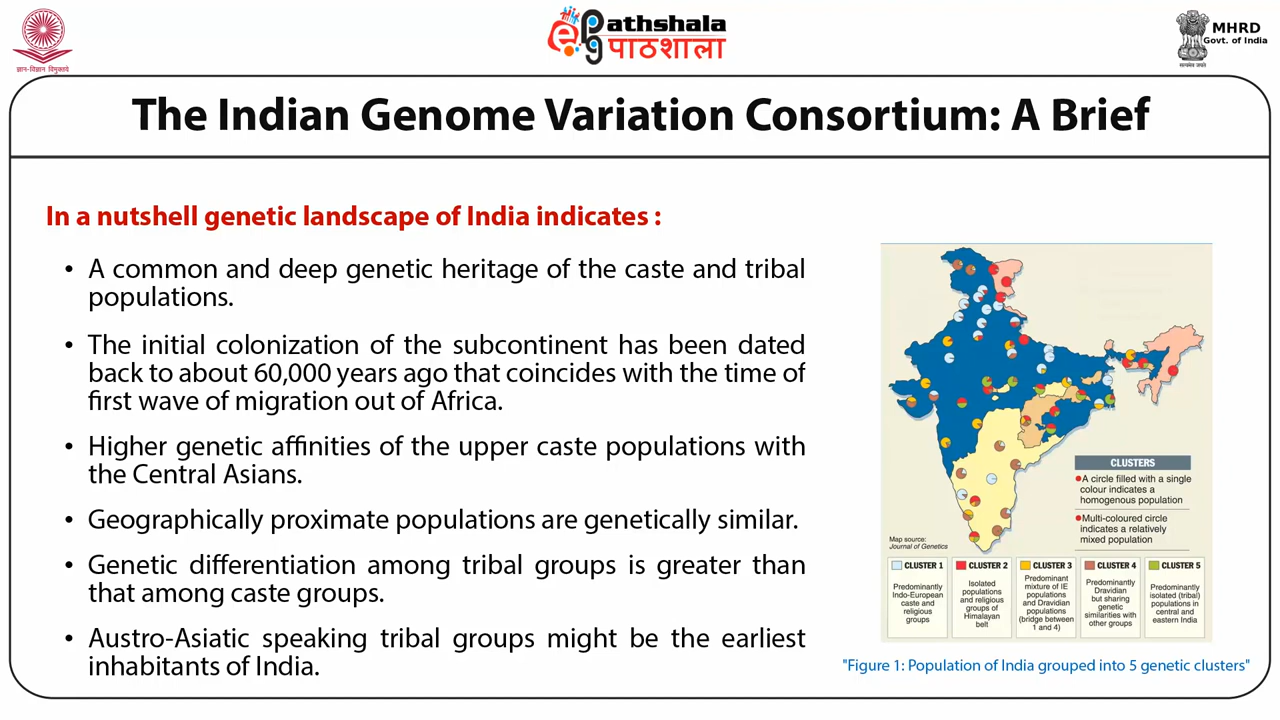 ज्ञान-विज्ञान विमुक्तये
ePg
athshala
पाठशाला
सत्यमेव जयते
MHRD
Govt. of India
The Indian Genome Variation Consortium: A Brief
In a nutshell genetic landscape of India indicates :
• A common and deep genetic heritage of the caste and tribal
populations.
• The initial colonization of the subcontinent has been dated
back to about 60,000 years ago that coincides with the time of
first wave of migration out of Africa.
• Higher genetic affinities of the upper caste populations with
the Central Asians.
• Geographically proximate populations are genetically similar.
• Genetic differentiation among tribal groups is greater than
that among caste groups.
• Austro-Asiatic speaking tribal groups might be the earliest
inhabitants of India.
CLUSTERS
A circle filled with a single
colour indicates a
homogenous population
Multi-coloured circle
indicates a relatively
mixed population
Map source:
Journal of Genetics
CLUSTER 1
Predominantly
Indo-European
caste and
religious
groups
CLUSTER 2
Isolated
populations
and religious
groups of
Himalayan
belt
CLUSTER 3
Predominant
mixture of IE
populations
and Dravidian
populations
(bridge between
1 and 4)
CLUSTER 4
Predominantly
Dravidian
but sharing
genetic
similarities with
other groups
CLUSTER 5
Predominantly
isolated (tribal)
populations in
central and
eastern India
"Figure 1: Population of India grouped into 5 genetic clusters"